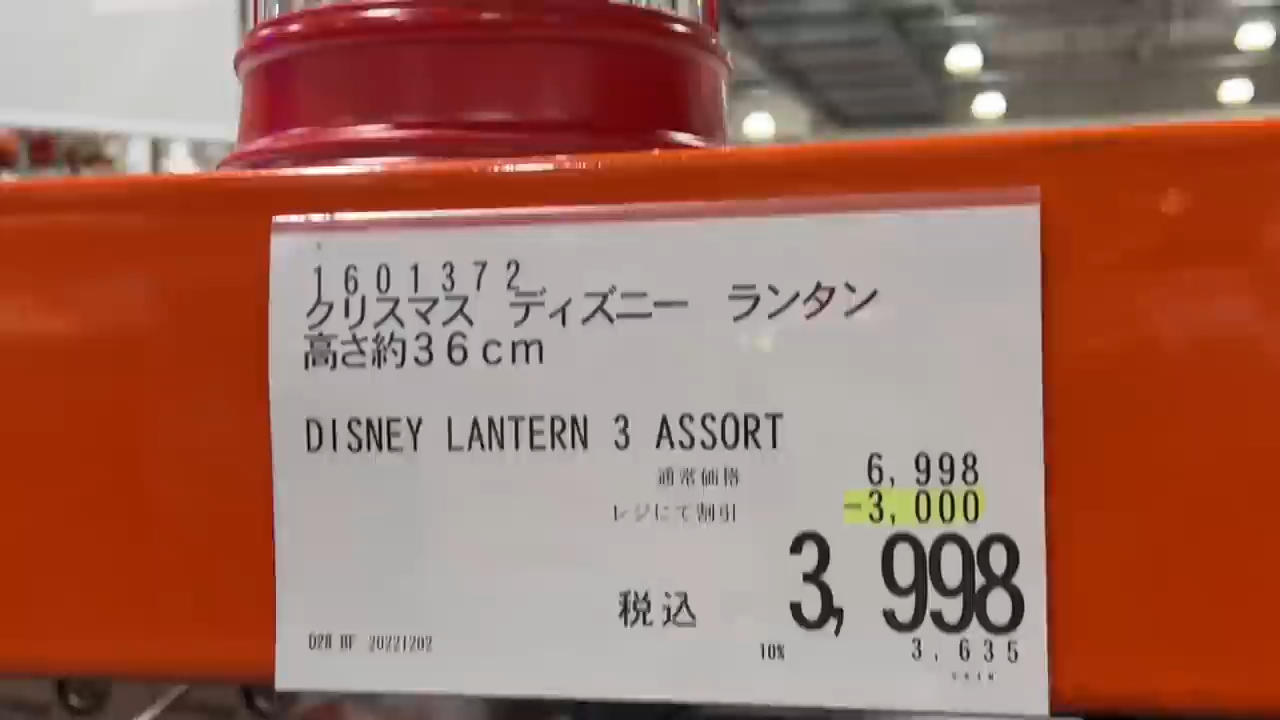 1601372
クリスマス ディズニー ランタン
高さ約36cm
DISNEY LANTERN 3 ASSORT
通常価格 6,998
レジにて割引 -3,000
税込 3,998
10% 3,635
20221202